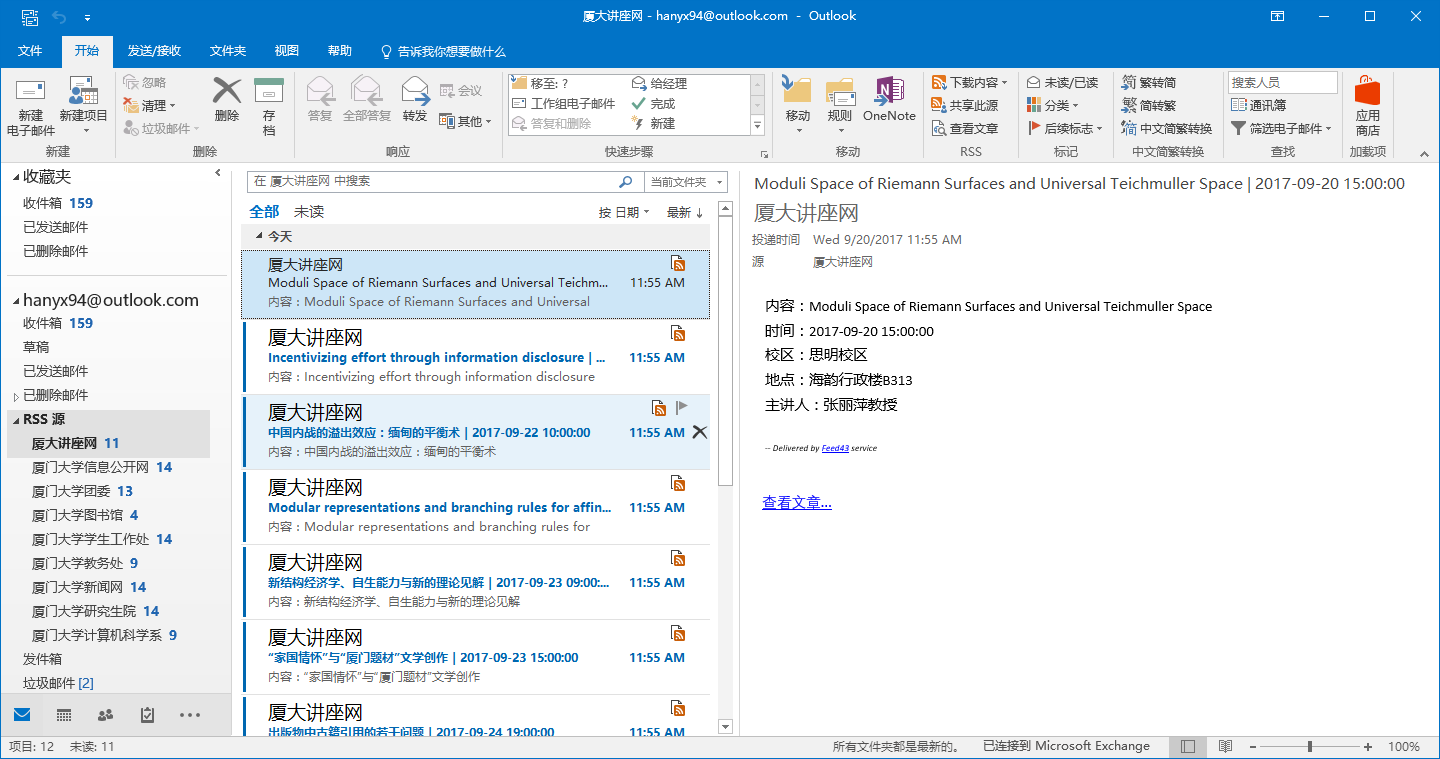 厦大讲座网 - hanyx94@outlook.com - Outlook
文件 开始 发送/接收 文件夹 视图 帮助 告诉我你想要做什么
新建 电子邮件
新建项目
新建
忽略
清理
垃圾邮件
删除
存档
删除
答复
全部答复
转发
会议
其他
响应
移至: ?
工作组电子邮件
答复和删除
给经理
完成
新建
快速步骤
移动
规则
OneNote
移动
下载内容
共享此源
查看文章
RSS
未读/已读
分类
后续标志
标记
繁转简
简转繁
中文简繁转换
中文简繁转换
搜索人员
通讯簿
筛选电子邮件
查找
应用商店
加载项
收藏夹
收件箱 159
已发送邮件
已删除邮件
hanyx94@outlook.com
收件箱 159
草稿
已发送邮件
已删除邮件
RSS 源
厦大讲座网 11
厦门大学信息公开网 14
厦门大学团委 13
厦门大学图书馆 4
厦门大学学生工作处 14
厦门大学教务处 9
厦门大学新闻网 14
厦门大学研究生院 14
厦门大学计算机科学系 9
发件箱
垃圾邮件 [2]
在 厦大讲座网 中搜索 当前文件夹
全部 未读 按 日期 最新 ↓
今天
厦大讲座网
Moduli Space of Riemann Surfaces and Universal Teichm... 11:55 AM
内容：Moduli Space of Riemann Surfaces and Universal
厦大讲座网
Incentivizing effort through information disclosure | ... 11:55 AM
内容：Incentivizing effort through information disclosure
厦大讲座网
中国内战的溢出效应：缅甸的平衡术 | 2017-09-22 10:00:00 11:55 AM
内容：中国内战的溢出效应：缅甸的平衡术
厦大讲座网
Modular representations and branching rules for affin... 11:55 AM
内容：Modular representations and branching rules for
厦大讲座网
新结构经济学、自生能力与新的理论见解 | 2017-09-23 09:00:... 11:55 AM
内容：新结构经济学、自生能力与新的理论见解
厦大讲座网
“家国情怀”与“厦门题材”文学创作 | 2017-09-23 15:00:00 11:55 AM
内容：“家国情怀”与“厦门题材”文学创作
厦大讲座网
出版物中古籍引用的若干问题 | 2017-09-24 19:00:00 11:55 AM
Moduli Space of Riemann Surfaces and Universal Teichmuller Space | 2017-09-20 15:00:00
厦大讲座网
投递时间 Wed 9/20/2017 11:55 AM
源 厦大讲座网
内容：Moduli Space of Riemann Surfaces and Universal Teichmuller Space
时间：2017-09-20 15:00:00
校区：思明校区
地点：海韵行政楼B313
主讲人：张丽萍教授
-- Delivered by Feed43 service
查看文章...
项目: 12 未读: 11 所有文件夹都是最新的。 已连接到 Microsoft Exchange 100%